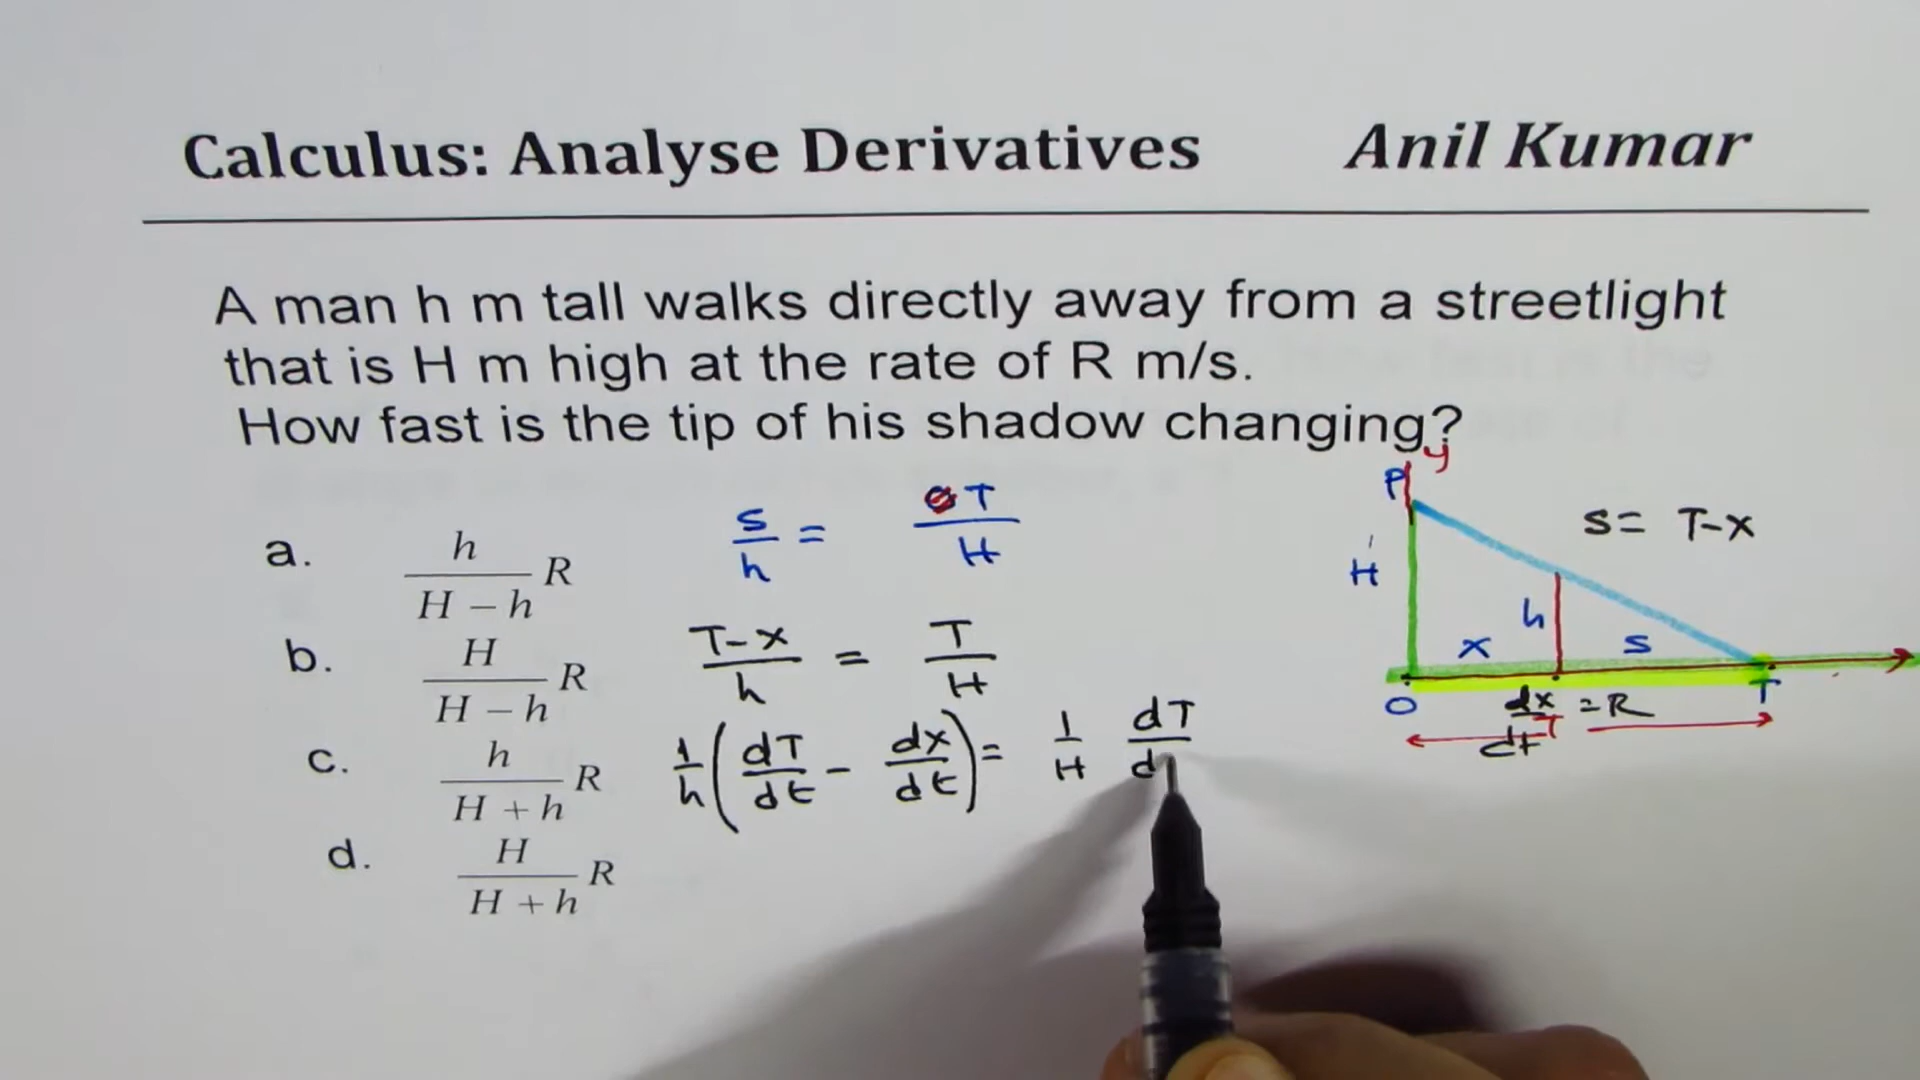 Calculus: Analyse Derivatives Anil Kumar
A man h m tall walks directly away from a streetlight
that is H m high at the rate of R m/s.
How fast is the tip of his shadow changing?
a. h / (H − h) R
b. H / (H − h) R
c. h / (H + h) R
d. H / (H + h) R
s/h = T/H
(T-x)/h = T/H
1/h (dT/dt - dx/dt) = 1/H dT/d
y
P
s = T-x
H
h
x s
O T
dx/dt = R
T